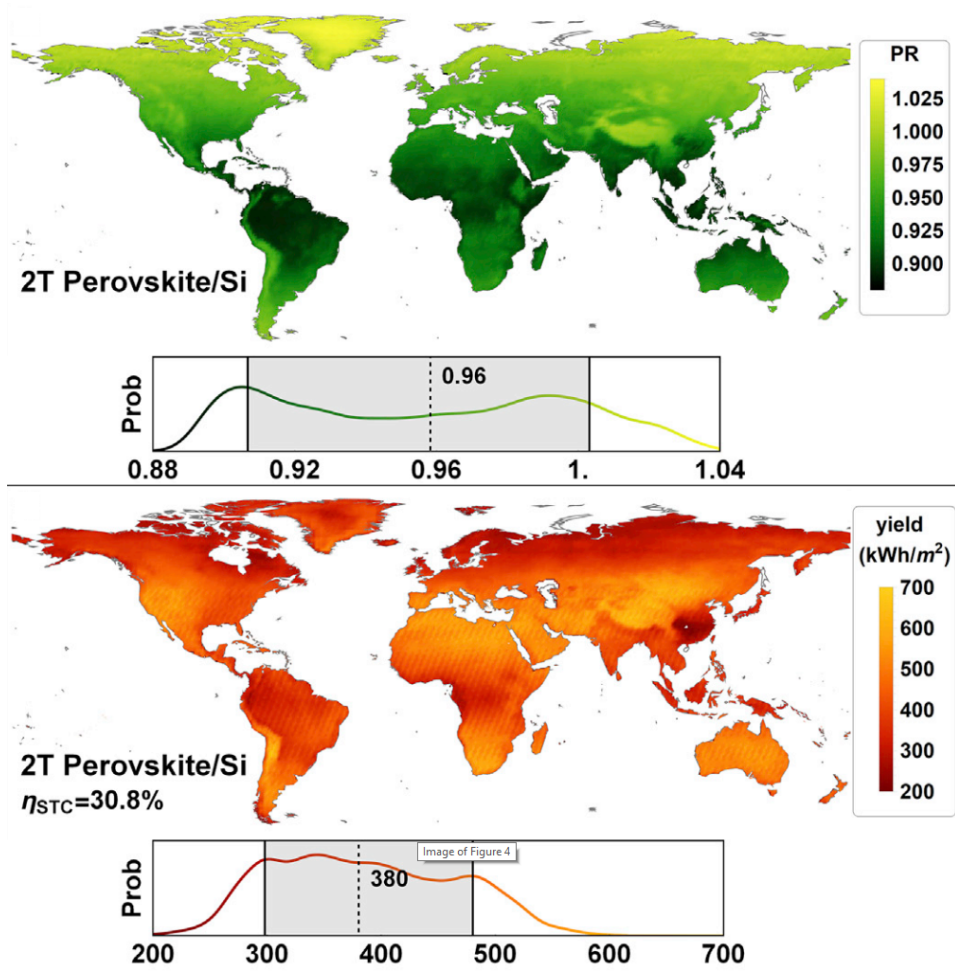 PR
1.025
1.000
0.975
0.950
0.925
0.900
2T Perovskite/Si
Prob
0.96
0.88 0.92 0.96 1. 1.04
yield
(kWh/m²)
700
600
500
400
300
200
2T Perovskite/Si
ηSTC=30.8%
Prob
Image of Figure 4
380
200 300 400 500 600 700